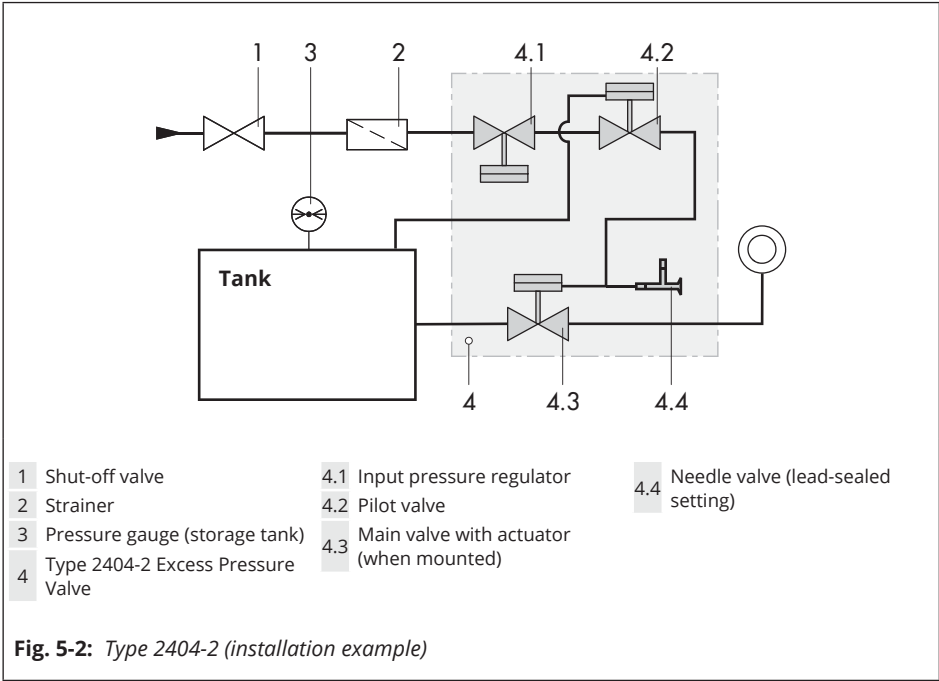 1 3 2 4.1 4.2
Tank
4 4.3 4.4
1 Shut-off valve
2 Strainer
3 Pressure gauge (storage tank)
4 Type 2404-2 Excess Pressure
Valve
4.1 Input pressure regulator
4.2 Pilot valve
4.3 Main valve with actuator
(when mounted)
4.4 Needle valve (lead-sealed
setting)
Fig. 5-2: Type 2404-2 (installation example)